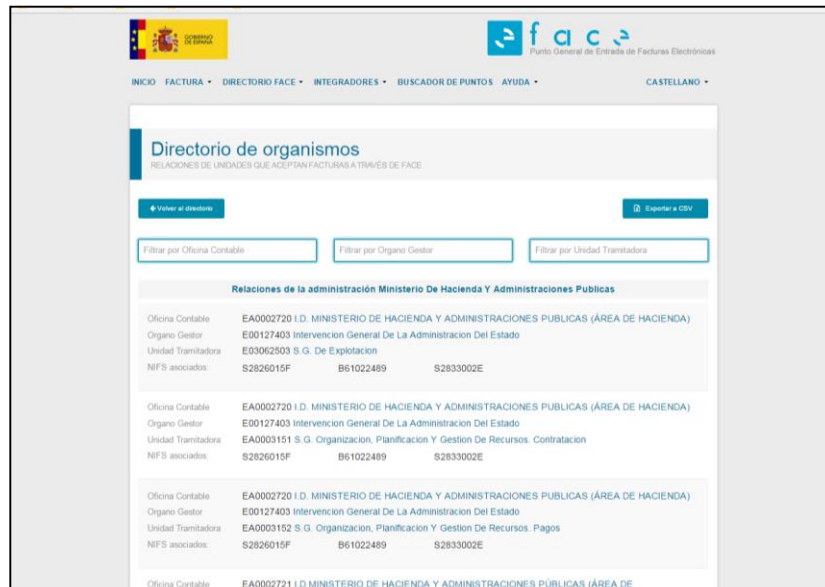 GOBIERNO
DE ESPAÑA
face
Punto General de Entrada de Facturas Electrónicas
INICIO FACTURA DIRECTORIO FACE INTEGRADORES BUSCADOR DE PUNTOS AYUDA CASTELLANO
Directorio de organismos
RELACIONES DE UNIDADES QUE ACEPTAN FACTURAS A TRAVÉS DE FACE
Volver al directorio Exportar a CSV
Filtrar por Oficina Contable Filtrar por Organo Gestor Filtrar por Unidad Tramitadora
Relaciones de la administración Ministerio De Hacienda Y Administraciones Publicas
Oficina Contable EA0002720 I.D. MINISTERIO DE HACIENDA Y ADMINISTRACIONES PUBLICAS (ÁREA DE HACIENDA)
Organo Gestor E00127403 Intervencion General De La Administracion Del Estado
Unidad Tramitadora E03062503 S.G. De Explotacion
NIFS asociados: S2826015F B61022489 S2833002E
Oficina Contable EA0002720 I.D. MINISTERIO DE HACIENDA Y ADMINISTRACIONES PUBLICAS (ÁREA DE HACIENDA)
Organo Gestor E00127403 Intervencion General De La Administracion Del Estado
Unidad Tramitadora EA0003151 S.G. Organizacion, Planificacion Y Gestion De Recursos. Contratacion
NIFS asociados: S2826015F B61022489 S2833002E
Oficina Contable EA0002720 I.D. MINISTERIO DE HACIENDA Y ADMINISTRACIONES PUBLICAS (ÁREA DE HACIENDA)
Organo Gestor E00127403 Intervencion General De La Administracion Del Estado
Unidad Tramitadora EA0003152 S.G. Organizacion, Planificacion Y Gestion De Recursos. Pagos
NIFS asociados: S2826015F B61022489 S2833002E
Oficina Contable EA0002721 I.D MINISTERIO DE HACIENDA Y ADMINISTRACIONES PÚBLICAS (ÁREA DE